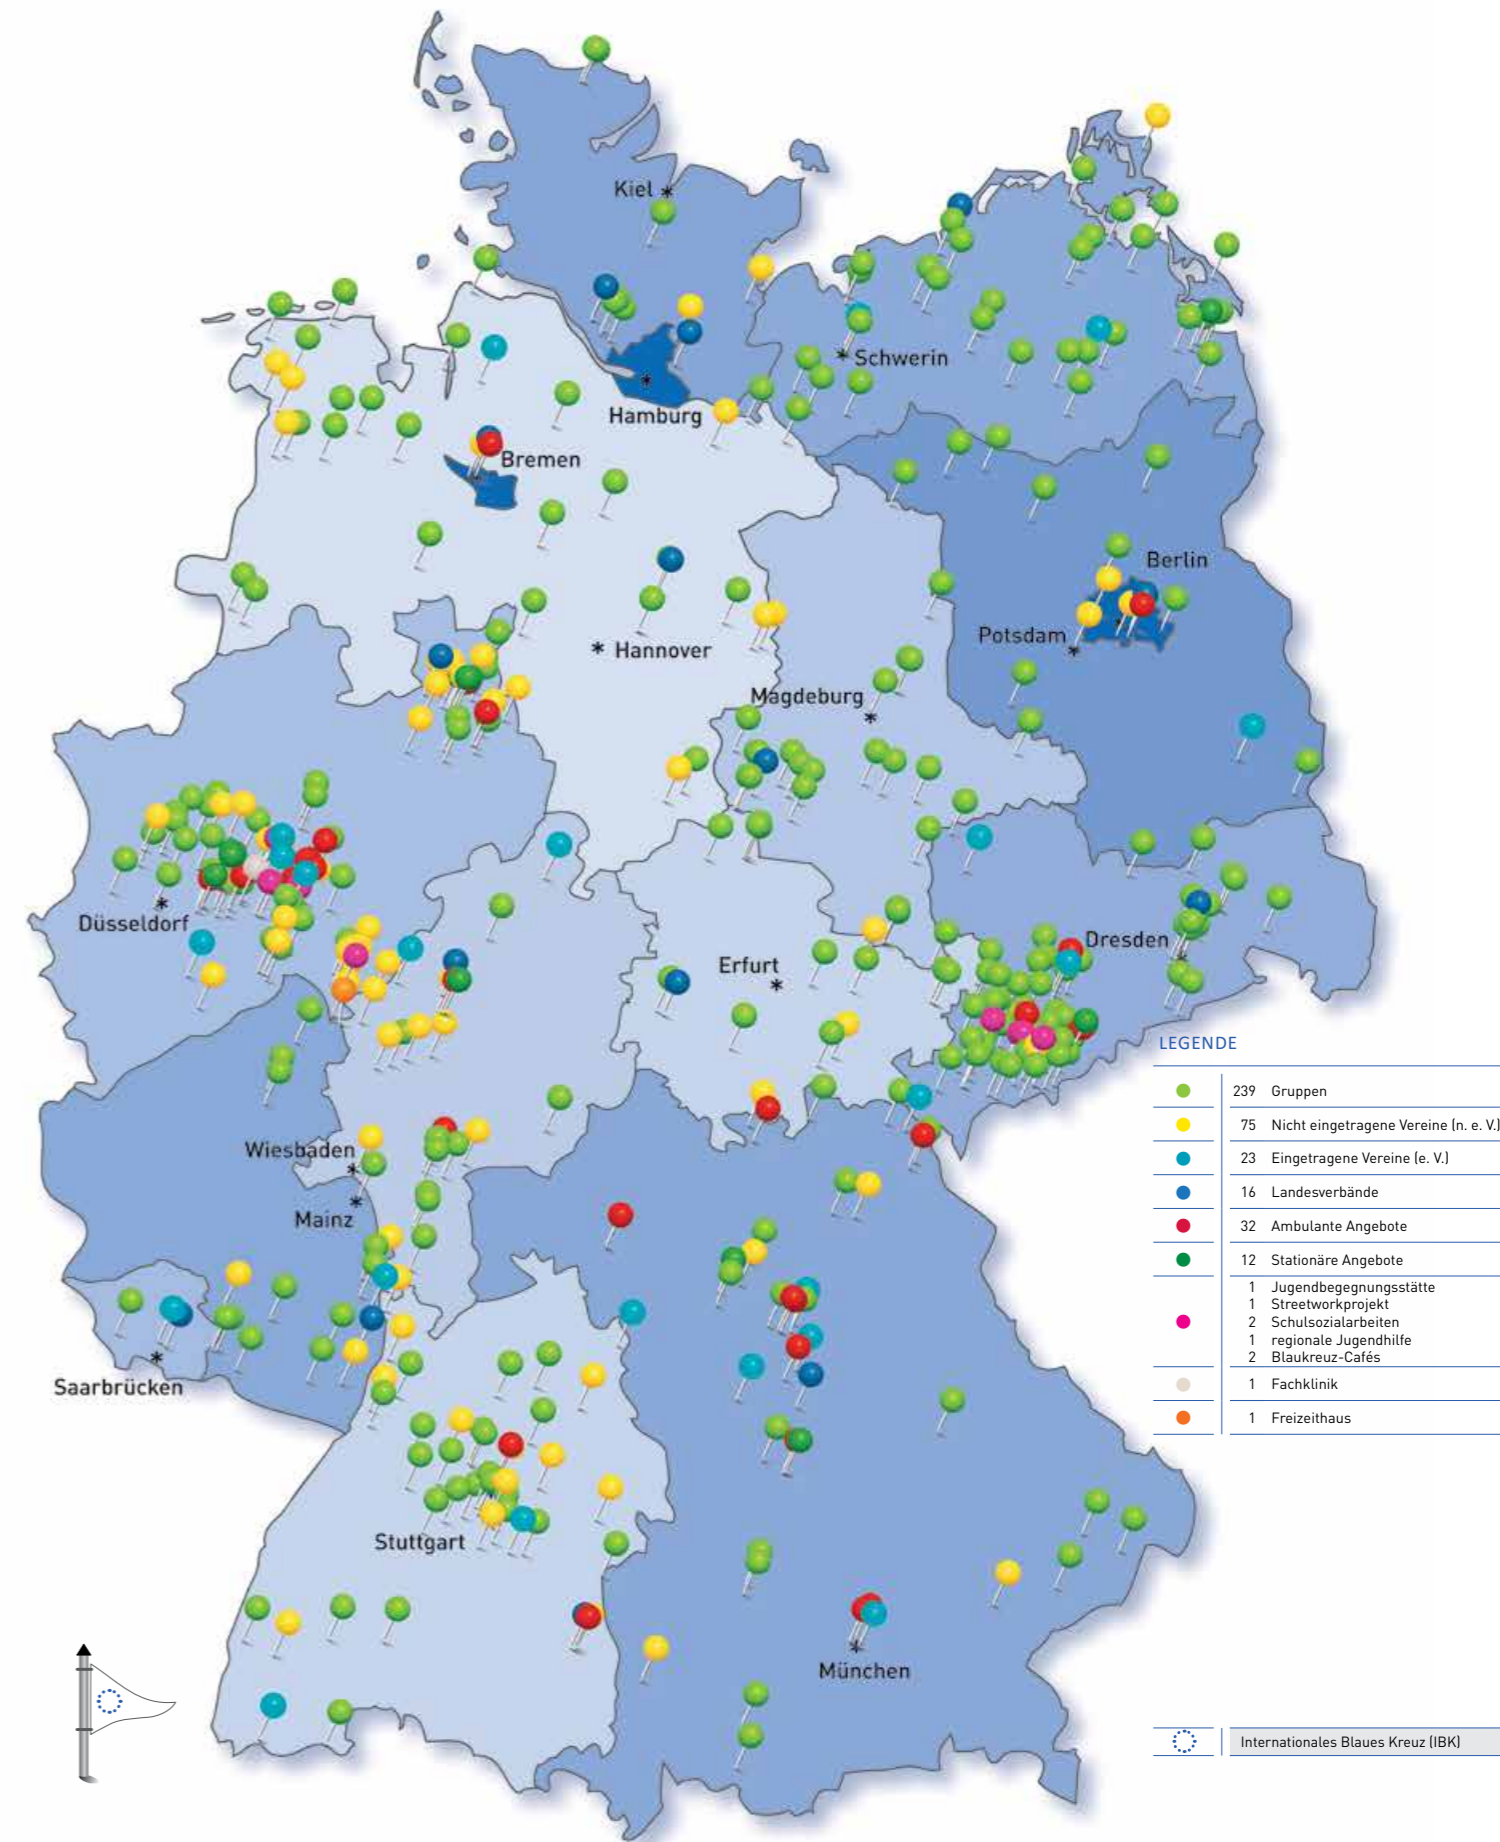 Kiel
Schwerin
Hamburg
Bremen
Berlin
Potsdam
Hannover
Magdeburg
Düsseldorf
Dresden
Erfurt
Wiesbaden
Mainz
Saarbrücken
Stuttgart
München
LEGENDE
239 Gruppen
75 Nicht eingetragene Vereine (n. e. V.)
23 Eingetragene Vereine (e. V.)
16 Landesverbände
32 Ambulante Angebote
12 Stationäre Angebote
1 Jugendbegegnungsstätte
1 Streetworkprojekt
2 Schulsozialarbeiten
1 regionale Jugendhilfe
2 Blaukreuz-Cafés
1 Fachklinik
1 Freizeithaus
Internationales Blaues Kreuz (IBK)